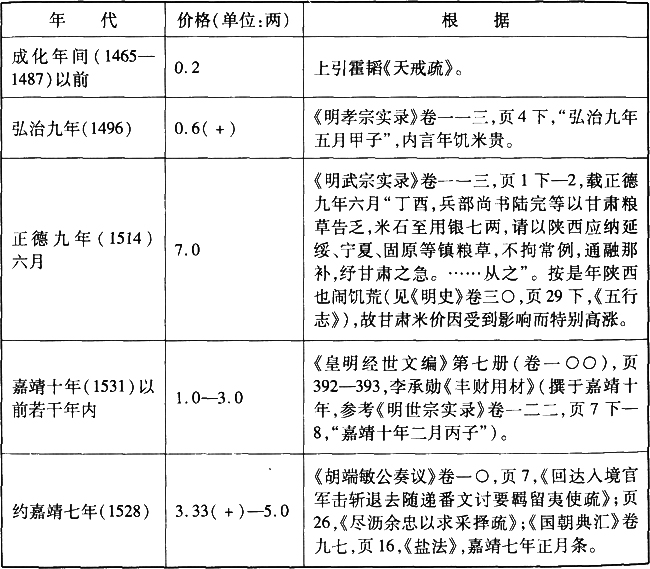 年 代 价格(单位:两) 根 据
成化年间(1465—
1487)以前
0.2
上引霍韬《天戒疏》。
弘治九年(1496)
0.6(+)
《明孝宗实录》卷一一三,页4下,“弘治九年
五月甲子”,内言年饥米贵。
正德九年(1514)
六月
7.0
《明武宗实录》卷一一三,页1下—2,载正德
九年六月“丁酉,兵部尚书陆完等以甘肃粮
草告乏,米石至用银七两,请以陕西应纳延
绥、宁夏、固原等镇粮草,不拘常例,通融那
补,纾甘肃之急。……从之”。按是年陕西
也闹饥荒(见《明史》卷三〇,页29下,《五行
志》),故甘肃米价因受到影响而特别高涨。
嘉靖十年(1531)以
前若干年内
1.0—3.0
《皇明经世文编》第七册(卷一〇〇),页
392—393,李承勋《丰财用材》(撰于嘉靖十
年,参考《明世宗实录》卷一二二,页7下—
8,“嘉靖十年二月丙子”)。
约嘉靖七年(1528)
3.33(+)—5.0
《胡端敏公奏议》卷一〇,页7,《回达入境官
军击斩退去随递番文讨要羁留夷使疏》;页
26,《尽沥余忠以求采择疏》;《国朝典汇》卷
九七,页16,《盐法》,嘉靖七年正月条。